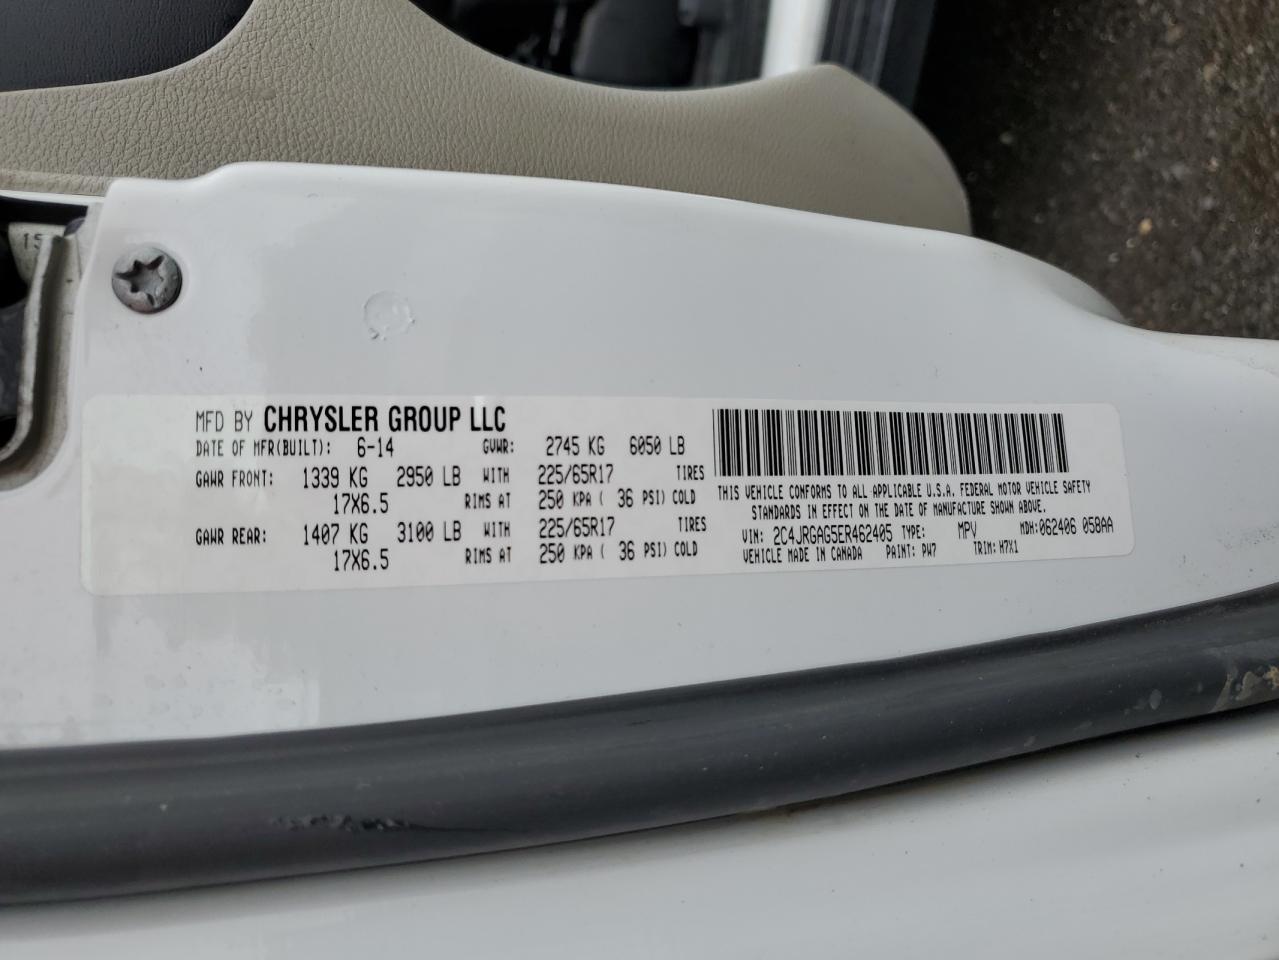 MFD BY CHRYSLER GROUP LLC
DATE OF MFR(BUILT): 6-14 GVWR: 2745 KG 6050 LB
GAWR FRONT: 1339 KG 2950 LB WITH 225/65R17 TIRES
17X6.5 RIMS AT 250 KPA ( 36 PSI) COLD
GAWR REAR: 1407 KG 3100 LB WITH 225/65R17 TIRES
17X6.5 RIMS AT 250 KPA ( 36 PSI) COLD
THIS VEHICLE CONFORMS TO ALL APPLICABLE U.S.A. FEDERAL MOTOR VEHICLE SAFETY
STANDARDS IN EFFECT ON THE DATE OF MANUFACTURE SHOWN ABOVE.
VIN: 2C4JRGAG5ER462405 TYPE: MPV MDH: 062406 058AA
VEHICLE MADE IN CANADA PAINT: PW7 TRIM: H7X1